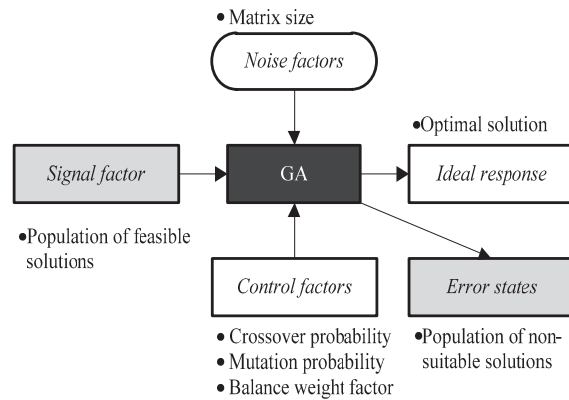 • Matrix size
Noise factors
• Optimal solution
Signal factor
GA
Ideal response
•Population of feasible
solutions
Control factors
Error states
• Crossover probability
• Mutation probability
• Balance weight factor
•Population of non-
suitable solutions